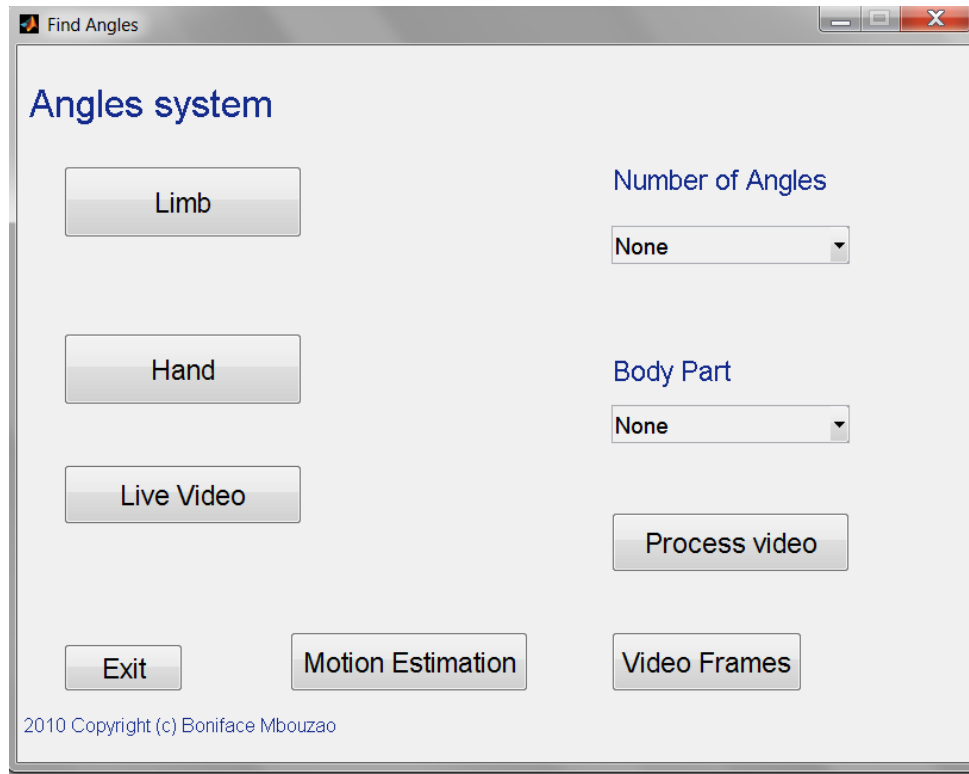 Find Angles
Angles system
Limb
Number of Angles
None
Hand
Body Part
None
Live Video
Process video
Exit
Motion Estimation
Video Frames
2010 Copyright (c) Boniface Mbouzao